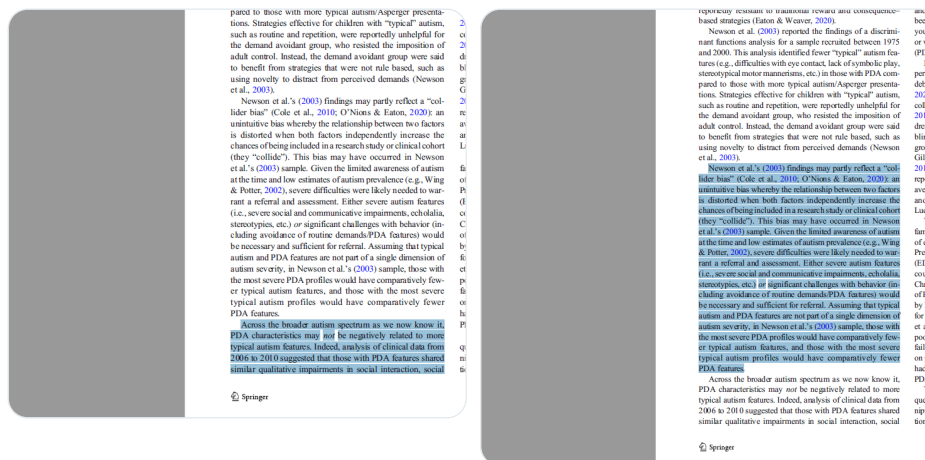 pared to those with more typical autism/Asperger presenta-
tions. Strategies effective for children with “typical” autism,
such as routine and repetition, were reportedly unhelpful for
the demand avoidant group, who resisted the imposition of
adult control. Instead, the demand avoidant group were said
to benefit from strategies that were not rule based, such as
using novelty to distract from perceived demands (Newson
et al., 2003).
Newson et al.’s (2003) findings may partly reflect a “col-
lider bias” (Cole et al., 2010; O’Nions & Eaton, 2020): an
unintuitive bias whereby the relationship between two factors
is distorted when both factors independently increase the
chances of being included in a research study or clinical cohort
(they “collide”). This bias may have occurred in Newson
et al.’s (2003) sample. Given the limited awareness of autism
at the time and low estimates of autism prevalence (e.g., Wing
& Potter, 2002), severe difficulties were likely needed to war-
rant a referral and assessment. Either severe autism features
(i.e., severe social and communicative impairments, echolalia,
stereotypies, etc.) or significant challenges with behavior (in-
cluding avoidance of routine demands/PDA features) would
be necessary and sufficient for referral. Assuming that typical
autism and PDA features are not part of a single dimension of
autism severity, in Newson et al.’s (2003) sample, those with
the most severe PDA profiles would have comparatively few-
er typical autism features, and those with the most severe
typical autism profiles would have comparatively fewer
PDA features.
Across the broader autism spectrum as we now know it,
PDA characteristics may not be negatively related to more
typical autism features. Indeed, analysis of clinical data from
2006 to 2010 suggested that those with PDA features shared
similar qualitative impairments in social interaction, social
Springer
reportedly resistant to traditional reward and consequence-
based strategies (Eaton & Weaver, 2020).
Newson et al. (2003) reported the findings of a discrimi-
nant functions analysis for a sample recruited between 1975
and 2000. This analysis identified fewer “typical” autism fea-
tures (e.g., difficulties with eye contact, lack of symbolic play,
stereotypical motor mannerisms, etc.) in those with PDA com-
pared to those with more typical autism/Asperger presenta-
tions. Strategies effective for children with “typical” autism,
such as routine and repetition, were reportedly unhelpful for
the demand avoidant group, who resisted the imposition of
adult control. Instead, the demand avoidant group were said
to benefit from strategies that were not rule based, such as
using novelty to distract from perceived demands (Newson
et al., 2003).
Newson et al.’s (2003) findings may partly reflect a “col-
lider bias” (Cole et al., 2010; O’Nions & Eaton, 2020): an
unintuitive bias whereby the relationship between two factors
is distorted when both factors independently increase the
chances of being included in a research study or clinical cohort
(they “collide”). This bias may have occurred in Newson
et al.’s (2003) sample. Given the limited awareness of autism
at the time and low estimates of autism prevalence (e.g., Wing
& Potter, 2002), severe difficulties were likely needed to war-
rant a referral and assessment. Either severe autism features
(i.e., severe social and communicative impairments, echolalia,
stereotypies, etc.) or significant challenges with behavior (in-
cluding avoidance of routine demands/PDA features) would
be necessary and sufficient for referral. Assuming that typical
autism and PDA features are not part of a single dimension of
autism severity, in Newson et al.’s (2003) sample, those with
the most severe PDA profiles would have comparatively few-
er typical autism features, and those with the most severe
typical autism profiles would have comparatively fewer
PDA features.
Across the broader autism spectrum as we now know it,
PDA characteristics may not be negatively related to more
typical autism features. Indeed, analysis of clinical data from
2006 to 2010 suggested that those with PDA features shared
similar qualitative impairments in social interaction, social
Springer